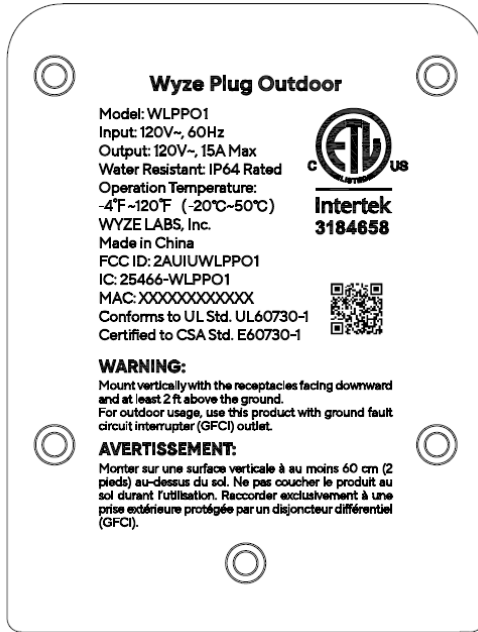 Wyze Plug Outdoor
Model: WLPPO1
Input: 120V~, 60Hz
Output: 120V~, 15A Max
Water Resistant: IP64 Rated
Operation Temperature:
-4°F~120°F (-20°C~50°C)
WYZE LABS, Inc.
Made in China
FCC ID: 2AUIUWLPPO1
IC: 25466-WLPPO1
MAC: XXXXXXXXXXXX
Conforms to UL Std. UL60730-1
Certified to CSA Std. E60730-1
ETL
LISTED
C US
Intertek
3184658
WARNING:
Mount vertically with the receptacles facing downward
and at least 2 ft above the ground.
For outdoor usage, use this product with ground fault
circuit interrupter (GFCI) outlet.
AVERTISSEMENT:
Monter sur une surface verticale à au moins 60 cm (2
pieds) au-dessus du sol. Ne pas coucher le produit au
sol durant l'utilisation. Raccorder exclusivement à une
prise extérieure protégée par un disjoncteur différentiel
(GFCI).